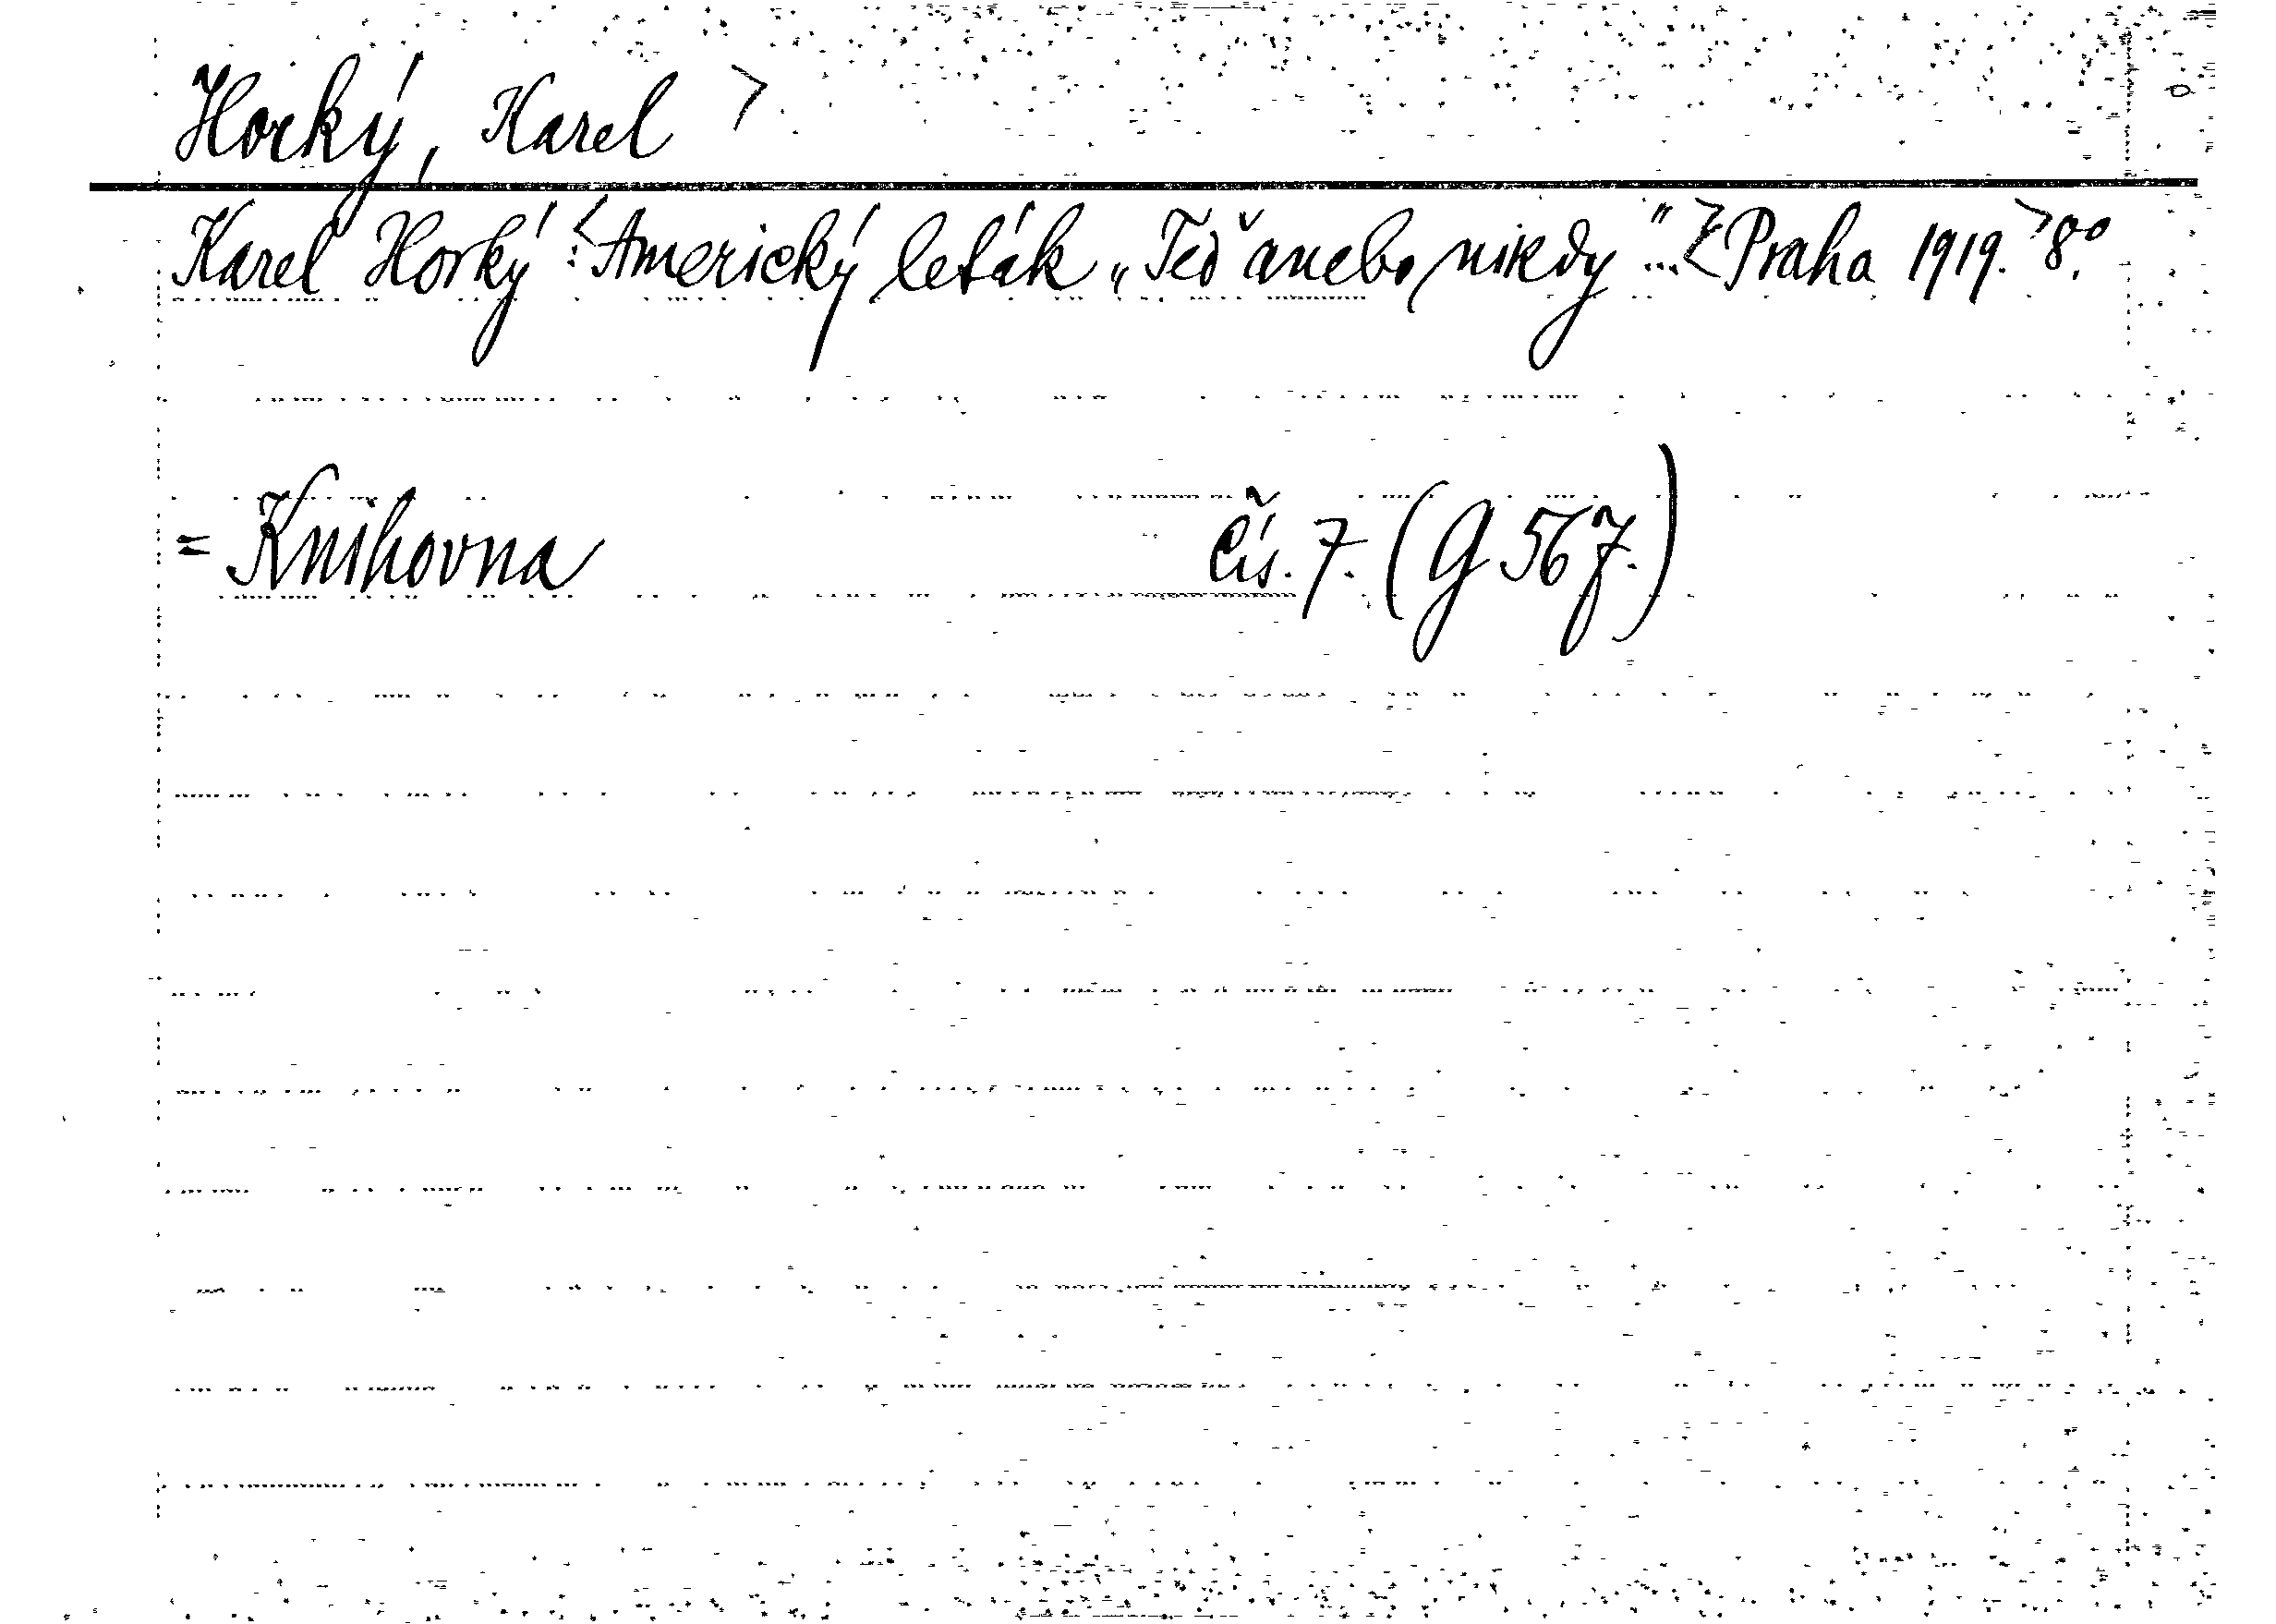 Horký, Karel >
Karel Horký :<Americký leták „Teď anebo nikdy“...><Praha 1919.>8.°
= Knihovna čís. 7. (G 567.)